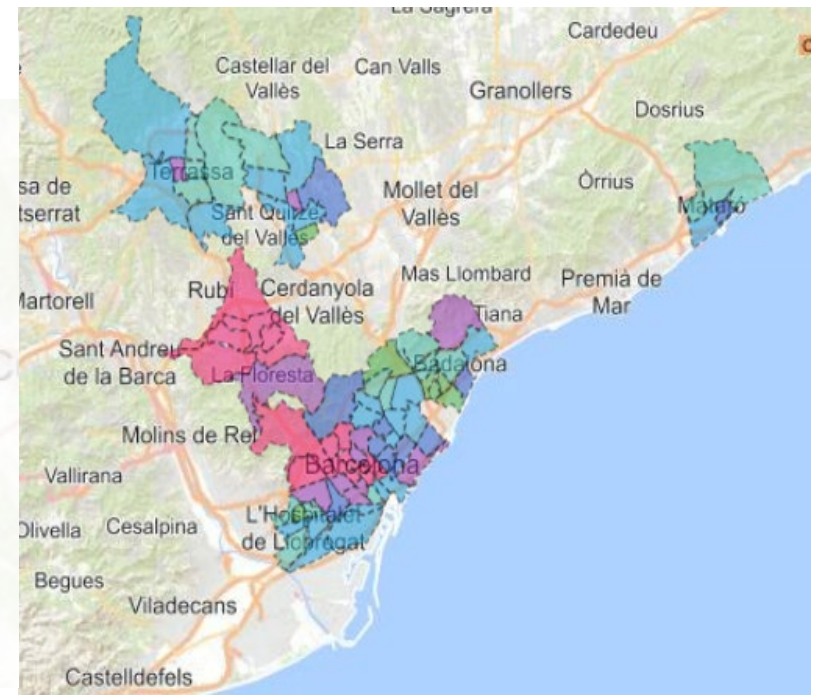 La Sagrera
Cardedeu
Castellar del
Vallès
Can Valls
Granollers
Dosrius
La Serra
Terrassa
Òrrius
sa de
tserrat
Mollet del
Vallès
Mataró
Sant Quirze
del Vallès
Mas Llombard
Premià de
Mar
Rubí
Cerdanyola
del Vallès
Martorell
Tiana
Sant Andreu
de la Barca
Badalona
La Floresta
Molins de Rei
Barcelona
Vallirana
L'Hospitalet
de Llobregat
Olivella
Cesalpina
Begues
Viladecans
Castelldefels